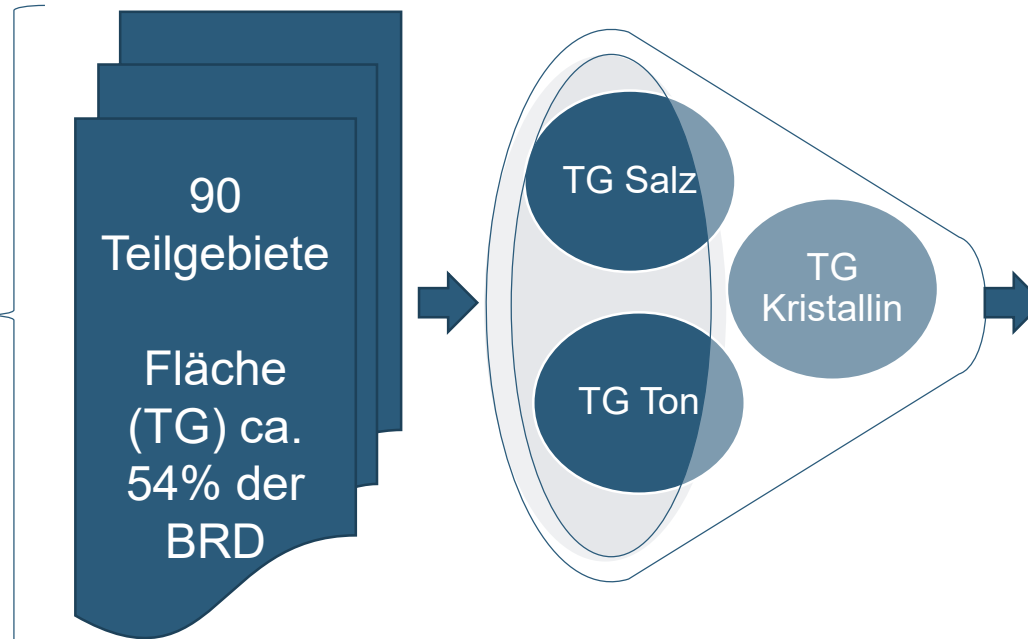 90
Teilgebiete
Fläche
(TG) ca.
54% der
BRD
TG Salz
TG
Kristallin
TG Ton